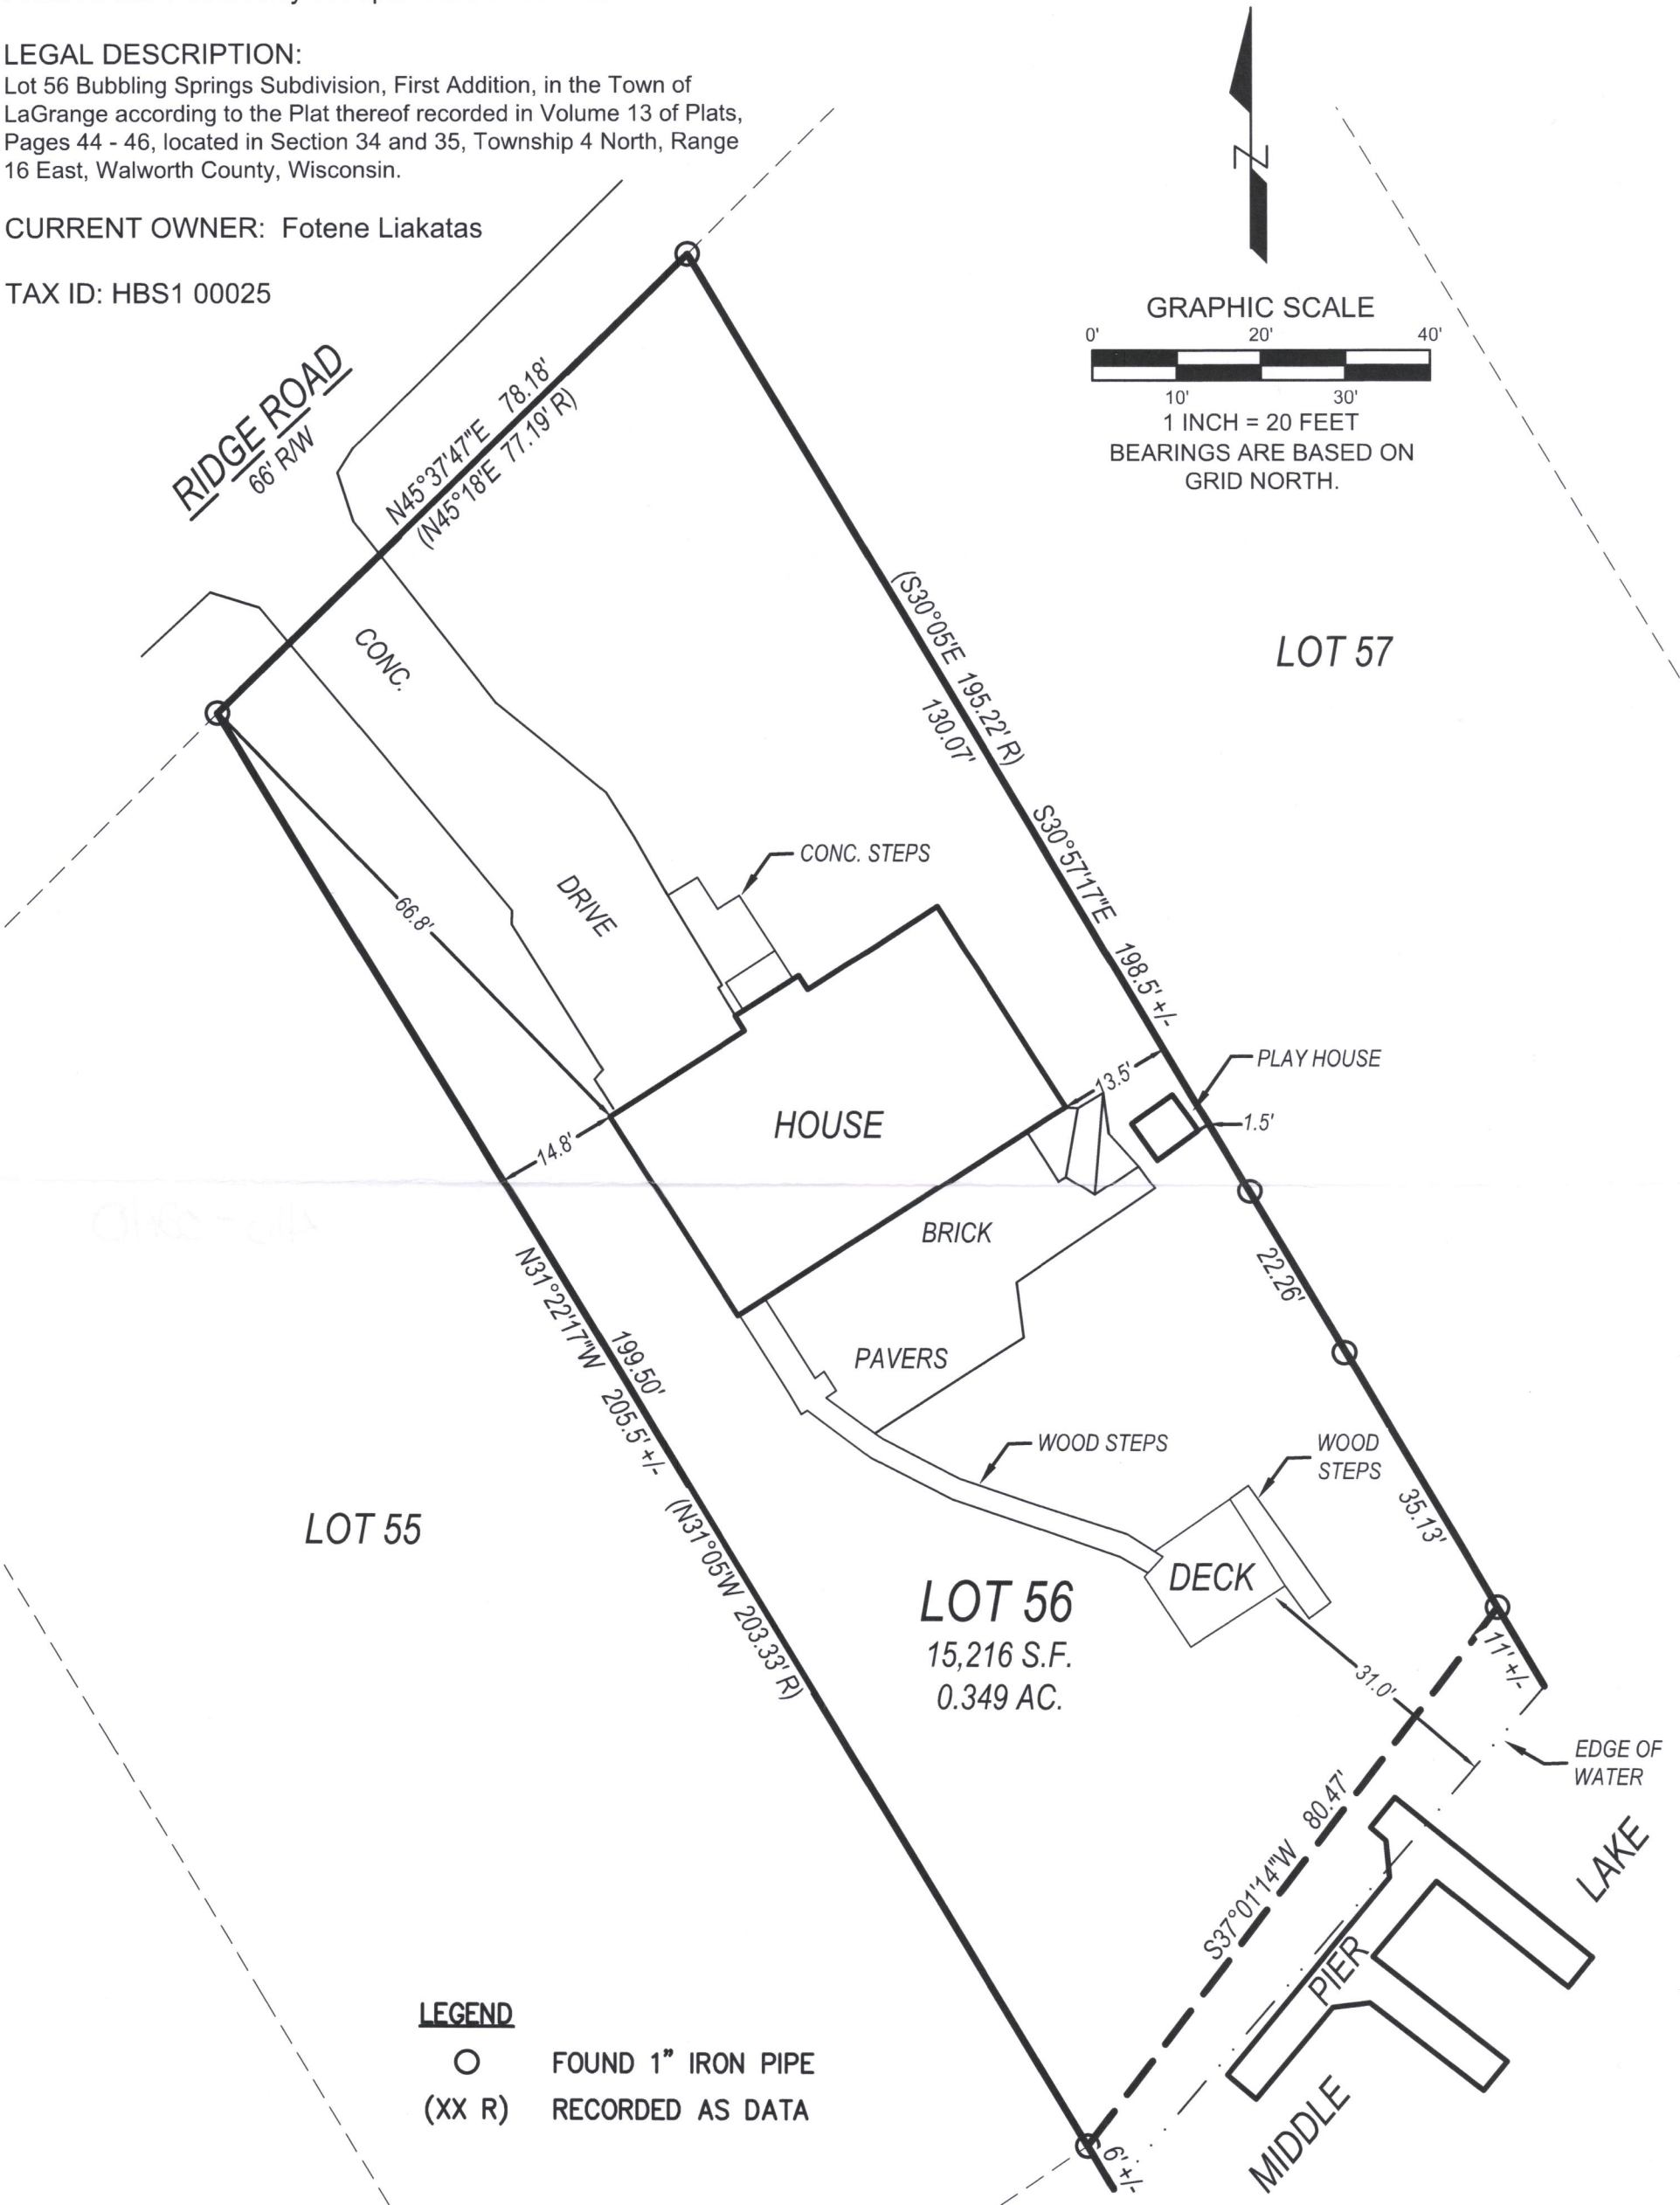 LEGAL DESCRIPTION:
Lot 56 Bubbling Springs Subdivision, First Addition, in the Town of
LaGrange according to the Plat thereof recorded in Volume 13 of Plats,
Pages 44 - 46, located in Section 34 and 35, Township 4 North, Range
16 East, Walworth County, Wisconsin.
CURRENT OWNER: Fotene Liakatas
TAX ID: HBS1 00025
N
GRAPHIC SCALE
0' 20' 40'
10' 30'
1 INCH = 20 FEET
BEARINGS ARE BASED ON
GRID NORTH.
RIDGE ROAD
66' R/W
N45°37'47"E 78.18'
(N45°18'E 77.19' R)
(S30°05'E 195.22' R)
130.07'
S30°57'17"E 198.5' +/-
LOT 57
CONC.
DRIVE
CONC. STEPS
66.8'
HOUSE
14.8'
13.5'
PLAY HOUSE
1.5'
BRICK
PAVERS
22.26'
N31°22'17"W 205.5' +/-
199.50'
(N31°05'W 203.33' R)
WOOD STEPS
WOOD
STEPS
35.13'
LOT 55
DECK
LOT 56
15,216 S.F.
0.349 AC.
11' +/-
31.0'
EDGE OF
WATER
S37°01'14"W 80.47'
PIER
MIDDLE LAKE
6' +/-
LEGEND
FOUND 1" IRON PIPE
(XX R) RECORDED AS DATA